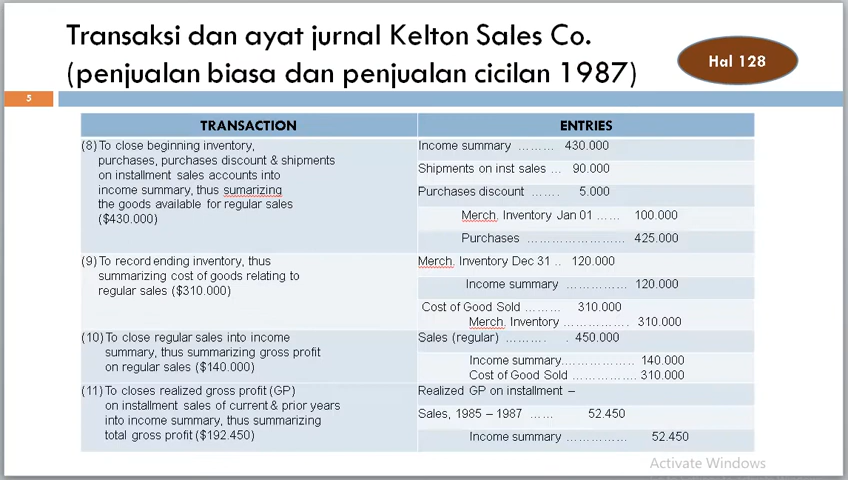 Transaksi dan ayat jurnal Kelton Sales Co.
(penjualan biasa dan penjualan cicilan 1987)
Hal 128
5
TRANSACTION
ENTRIES
(8) To close beginning inventory,
purchases, purchases discount & shipments
on installment sales accounts into
income summary, thus sumarizing
the goods available for regular sales
($430.000)
Income summary ……… 430.000
Shipments on inst sales … 90.000
Purchases discount ……. 5.000
Merch. Inventory Jan 01 …… 100.000
Purchases …………………… 425.000
(9) To record ending inventory, thus
summarizing cost of goods relating to
regular sales ($310.000)
Merch. Inventory Dec 31 .. 120.000
Income summary …………… 120.000
Cost of Good Sold ……… 310.000
Merch. Inventory …………… . 310.000
(10) To close regular sales into income
summary, thus summarizing gross profit
on regular sales ($140.000)
Sales (regular) ………. . 450.000
Income summary.……………. 140.000
Cost of Good Sold …………… 310.000
(11) To closes realized gross profit (GP)
on installment sales of current & prior years
into income summary, thus summarizing
total gross profit ($192.450)
Realized GP on installment –
Sales, 1985 – 1987 …… 52.450
Income summary …………… 52.450
Activate Windows